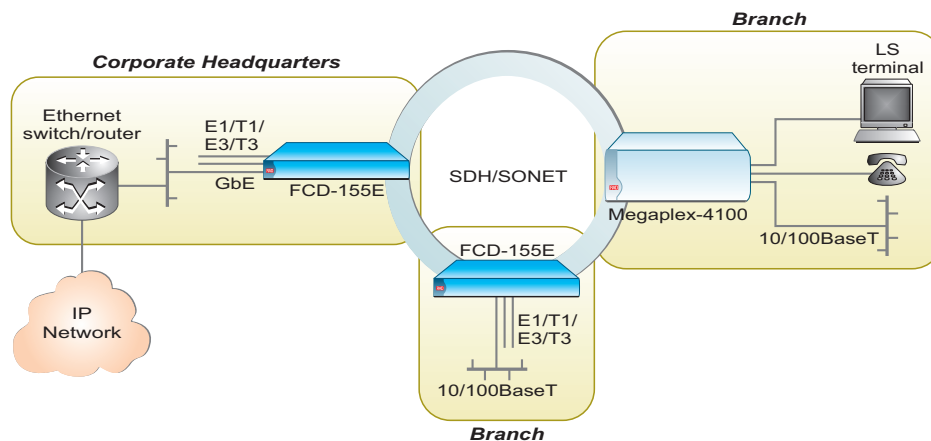 Branch
Corporate Headquarters
LS
terminal
Ethernet
switch/router
E1/T1/
E3/T3
GbE
FCD-155E
SDH/SONET
Megaplex-4100
10/100BaseT
IP
Network
FCD-155E
E1/T1/
E3/T3
10/100BaseT
Branch